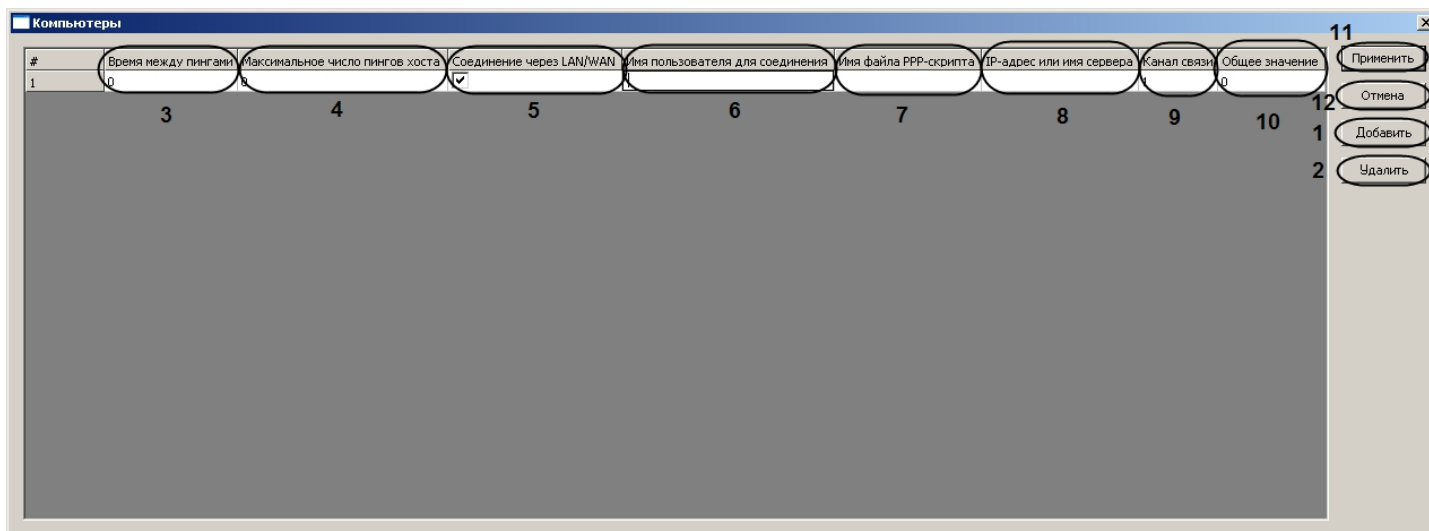 Компьютеры
11
# Время между пингами Максимальное число пингов хоста Соединение через LAN/WAN Имя пользователя для соединения Имя файла PPP-скрипта IP-адрес или имя сервера Канал связи Общее значение Применить
1 0 0 1 0
12 Отмена
3 4 5 6 7 8 9 10
1 Добавить
2 Удалить